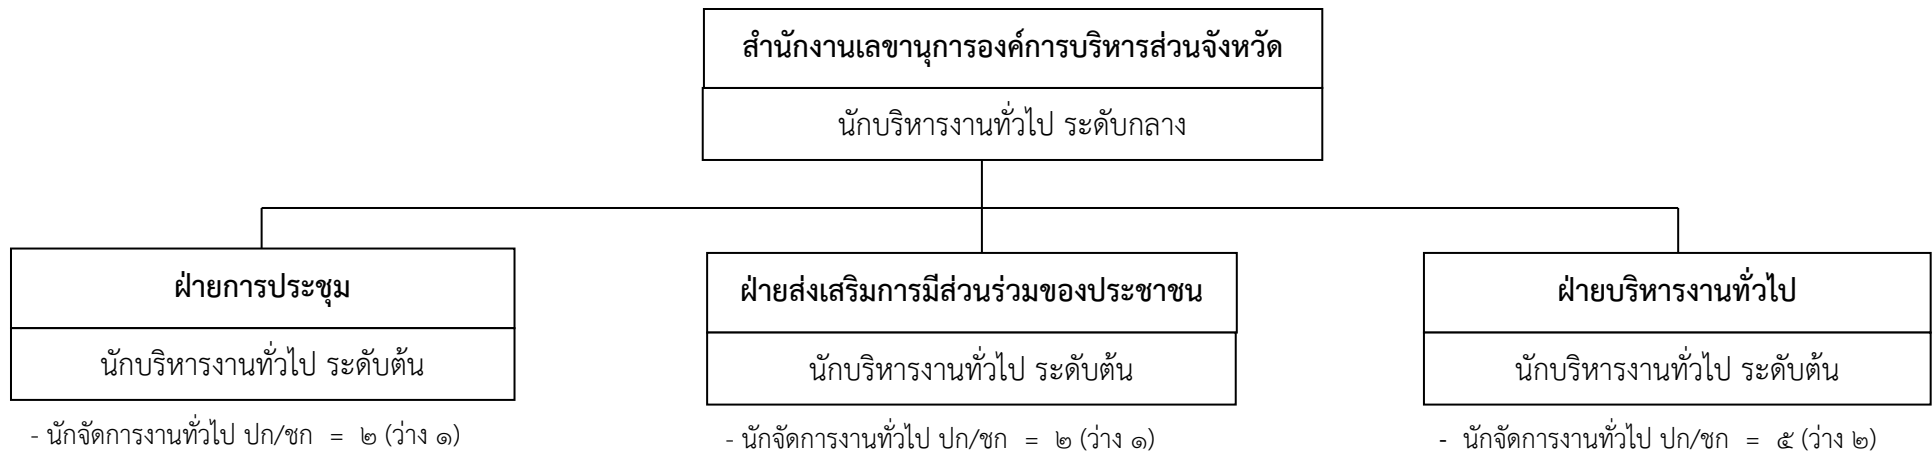 สำนักงานเลขานุการองค์การบริหารส่วนจังหวัด
นักบริหารงานทั่วไป ระดับกลาง
ฝ่ายการประชุม
นักบริหารงานทั่วไป ระดับต้น
- นักจัดการงานทั่วไป ปก/ชก = ๒ (ว่าง ๑)
ฝ่ายส่งเสริมการมีส่วนร่วมของประชาชน
นักบริหารงานทั่วไป ระดับต้น
- นักจัดการงานทั่วไป ปก/ชก = ๒ (ว่าง ๑)
ฝ่ายบริหารงานทั่วไป
นักบริหารงานทั่วไป ระดับต้น
- นักจัดการงานทั่วไป ปก/ชก = ๕ (ว่าง ๒)